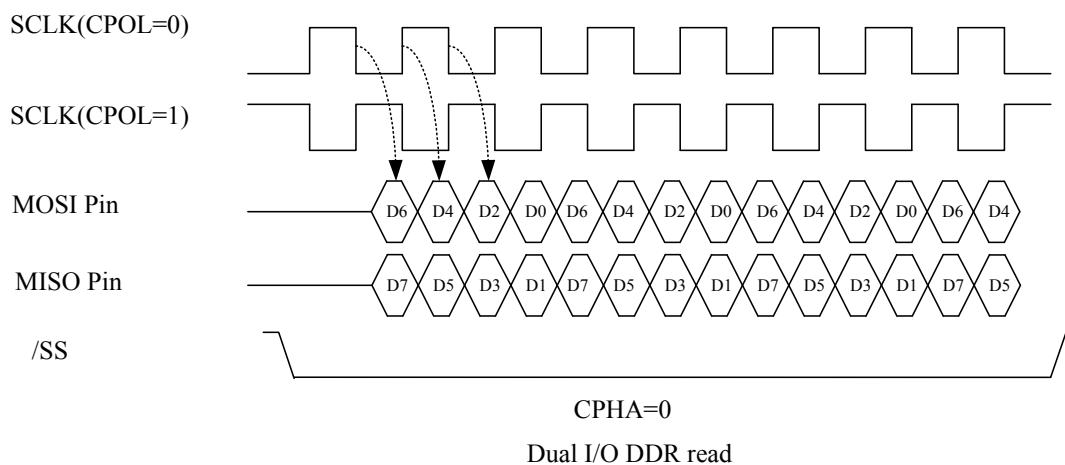 SCLK(CPOL=0)
SCLK(CPOL=1)
MOSI Pin D6 D4 D2 D0 D6 D4 D2 D0 D6 D4 D2 D0 D6 D4
MISO Pin D7 D5 D3 D1 D7 D5 D3 D1 D7 D5 D3 D1 D7 D5
/SS
CPHA=0
Dual I/O DDR read